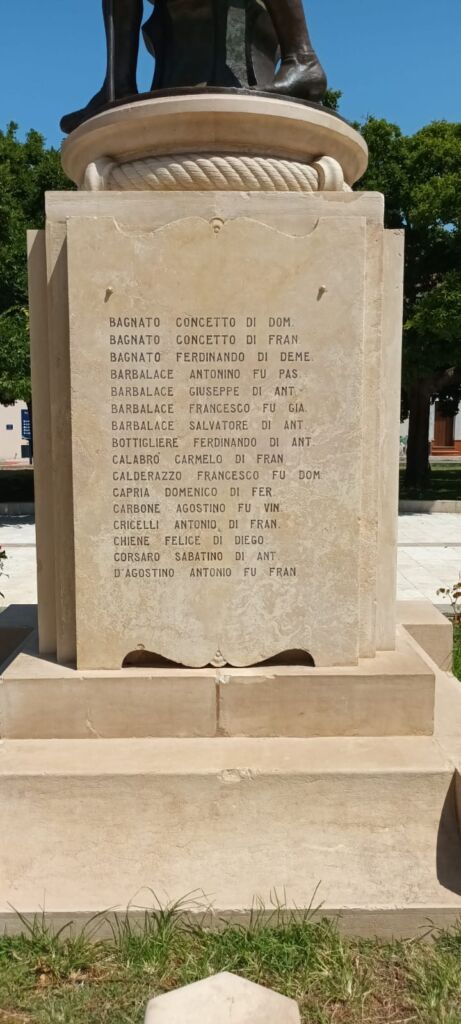 BAGNATO CONCETTO DI DOM.
BAGNATO CONCETTO DI FRAN
BAGNATO FERDINANDO DI DEME.
BARBALACE ANTONINO FU PAS.
BARBALACE GIUSEPPE DI ANT.
BARBALACE FRANCESCO FU GIA.
BARBALACE SALVATORE DI ANT.
BOTTIGLIERE FERDINANDO DI ANT.
CALABRÒ CARMELO DI FRAN.
CALDERAZZO FRANCESCO FU DOM.
CAPRIA DOMENICO DI FER.
CARBONE AGOSTINO FU VIN.
CRICELLI ANTONIO DI FRAN.
CHIENE FELICE DI DIEGO
CORSARO SABATINO DI ANT.
D'AGOSTINO ANTONIO FU FRAN.